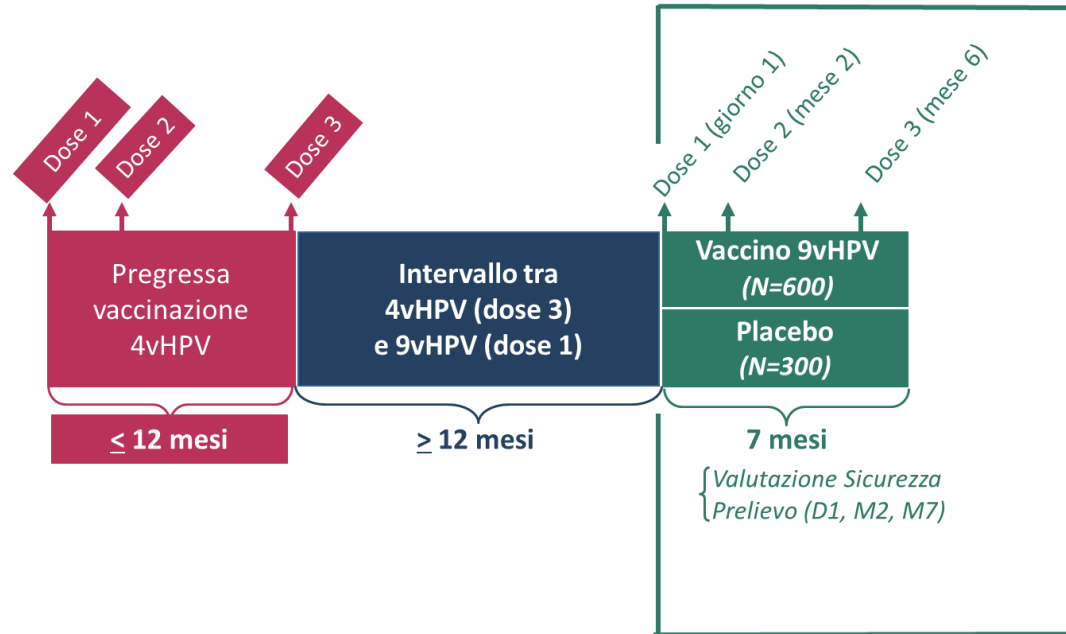 Dose 1
Dose 2
Dose 3
Dose 1 (giorno 1)
Dose 2 (mese 2)
Dose 3 (mese 6)
Pregressa
vaccinazione
4vHPV
Intervallo tra
4vHPV (dose 3)
e 9vHPV (dose 1)
Vaccino 9vHPV
(N=600)
Placebo
(N=300)
≤ 12 mesi
≥ 12 mesi
7 mesi
Valutazione Sicurezza
Prelievo (D1, M2, M7)